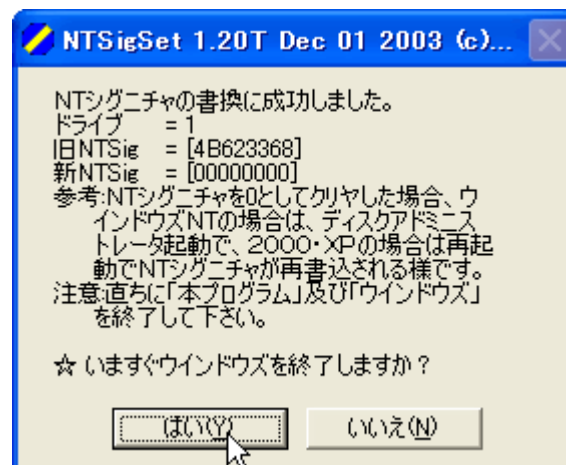 NTSigSet 1.20T Dec 01 2003 (c)...
NTシグニチャの書換に成功しました。
ドライブ = 1
旧NTSig = [4B623368]
新NTSig = [00000000]
参考:NTシグニチャを0としてクリヤした場合、ウ
インドウズNTの場合は、ディスクアドミニス
トレータ起動で、2000・XPの場合は再起
動でNTシグニチャが再書込される様です。
注意:直ちに「本プログラム」及び「ウインドウズ」
を終了して下さい。
☆ いますぐウインドウズを終了しますか?
はい(Y) いいえ(N)